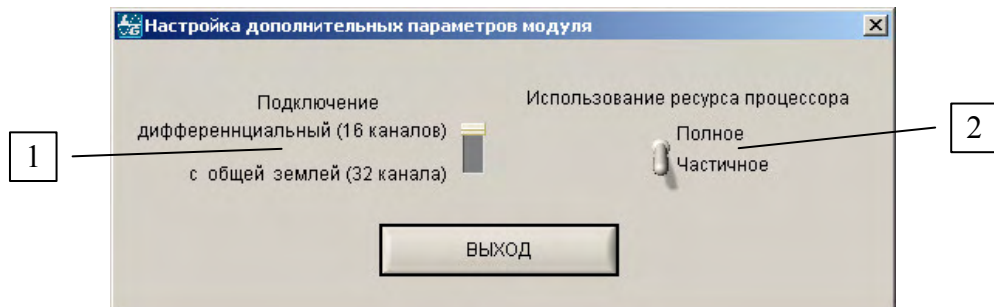 Настройка дополнительных параметров модуля
Подключение
дифференнциальный (16 каналов)
с общей землей (32 канала)
Использование ресурса процессора
Полное
Частичное
ВЫХОД
1
2